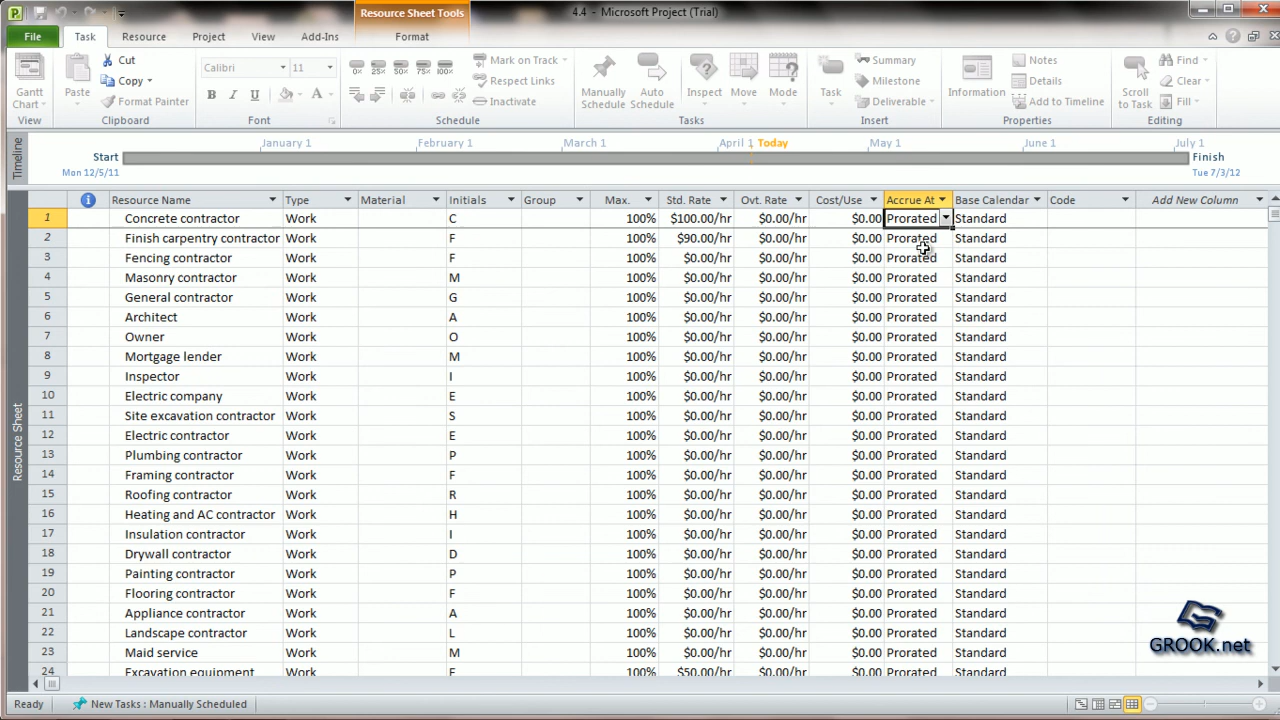 Resource Sheet Tools
4.4 - Microsoft Project (Trial)
File Task Resource Project View Add-Ins Format
Gantt Chart
View
Paste
Cut
Copy
Format Painter
Clipboard
Calibri 11
B I U A
Font
0% 25% 50% 75% 100%
Mark on Track
Respect Links
Inactivate
Schedule
Manually Schedule
Auto Schedule
Inspect
Move
Mode
Tasks
Task
Summary
Milestone
Deliverable
Insert
Information
Notes
Details
Add to Timeline
Properties
Scroll to Task
Find
Clear
Fill
Editing
Timeline
January 1 February 1 March 1 April 1 Today May 1 June 1 July 1
Start
Mon 12/5/11
Finish
Tue 7/3/12
Resource Sheet
Resource Name Type Material Initials Group Max. Std. Rate Ovt. Rate Cost/Use Accrue At Base Calendar Code Add New Column
1 Concrete contractor Work C 100% $100.00/hr $0.00/hr $0.00 Prorated Standard
2 Finish carpentry contractor Work F 100% $90.00/hr $0.00/hr $0.00 Prorated Standard
3 Fencing contractor Work F 100% $0.00/hr $0.00/hr $0.00 Prorated Standard
4 Masonry contractor Work M 100% $0.00/hr $0.00/hr $0.00 Prorated Standard
5 General contractor Work G 100% $0.00/hr $0.00/hr $0.00 Prorated Standard
6 Architect Work A 100% $0.00/hr $0.00/hr $0.00 Prorated Standard
7 Owner Work O 100% $0.00/hr $0.00/hr $0.00 Prorated Standard
8 Mortgage lender Work M 100% $0.00/hr $0.00/hr $0.00 Prorated Standard
9 Inspector Work I 100% $0.00/hr $0.00/hr $0.00 Prorated Standard
10 Electric company Work E 100% $0.00/hr $0.00/hr $0.00 Prorated Standard
11 Site excavation contractor Work S 100% $0.00/hr $0.00/hr $0.00 Prorated Standard
12 Electric contractor Work E 100% $0.00/hr $0.00/hr $0.00 Prorated Standard
13 Plumbing contractor Work P 100% $0.00/hr $0.00/hr $0.00 Prorated Standard
14 Framing contractor Work F 100% $0.00/hr $0.00/hr $0.00 Prorated Standard
15 Roofing contractor Work R 100% $0.00/hr $0.00/hr $0.00 Prorated Standard
16 Heating and AC contractor Work H 100% $0.00/hr $0.00/hr $0.00 Prorated Standard
17 Insulation contractor Work I 100% $0.00/hr $0.00/hr $0.00 Prorated Standard
18 Drywall contractor Work D 100% $0.00/hr $0.00/hr $0.00 Prorated Standard
19 Painting contractor Work P 100% $0.00/hr $0.00/hr $0.00 Prorated Standard
20 Flooring contractor Work F 100% $0.00/hr $0.00/hr $0.00 Prorated Standard
21 Appliance contractor Work A 100% $0.00/hr $0.00/hr $0.00 Prorated Standard
22 Landscape contractor Work L 100% $0.00/hr $0.00/hr $0.00 Prorated Standard
23 Maid service Work M 100% $0.00/hr $0.00/hr $0.00 Prorated Standard
24 Excavation equipment Work E 100% $50.00/hr $0.00/hr $0.00 Prorated Standard
GROOK.net
Ready New Tasks : Manually Scheduled